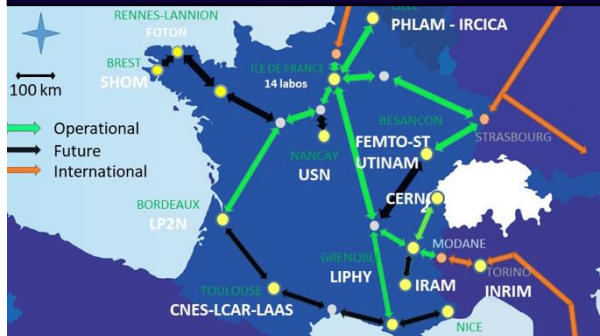 LILLE
RENNES-LANNION
FOTON
PHLAM - IRCICA
BREST
SHOM
ILE DE FRANCE
14 labos
100 km
Operational
Future
International
BESANCON
FEMTO-ST
UTINAM
STRASBOURG
NANCAY
USN
CERN
BORDEAUX
LP2N
MODANE
GRENOBLE
LIPHY
TORINO
INRIM
IRAM
TOULOUSE
CNES-LCAR-LAAS
NICE